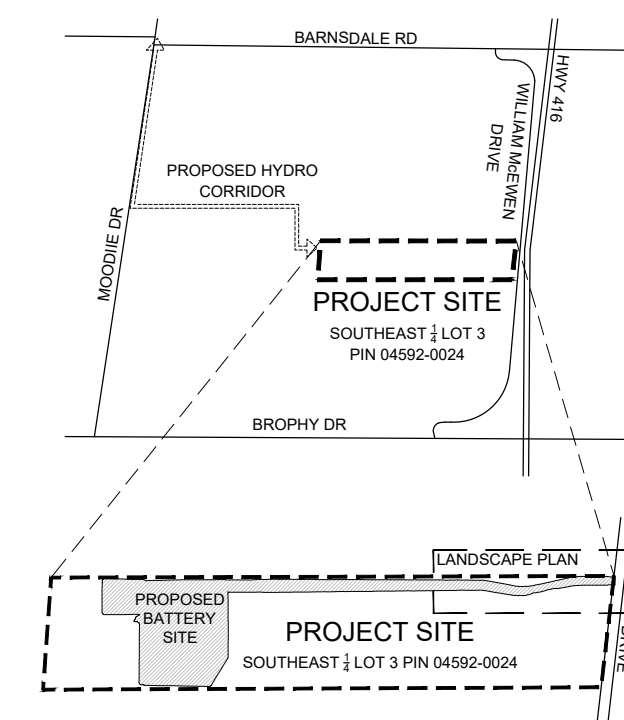 BARNSDALE RD
HWY 416
WILLIAM McEWEN
DRIVE
PROPOSED HYDRO
CORRIDOR
MOODIIE DR
PROJECT SITE
SOUTHEAST 1/4 LOT 3
PIN 04592-0024
BROPHY DR
LANDSCAPE PLAN
PROPOSED
BATTERY
SITE
PROJECT SITE
SOUTHEAST 1/4 LOT 3 PIN 04592-0024
DRIVE